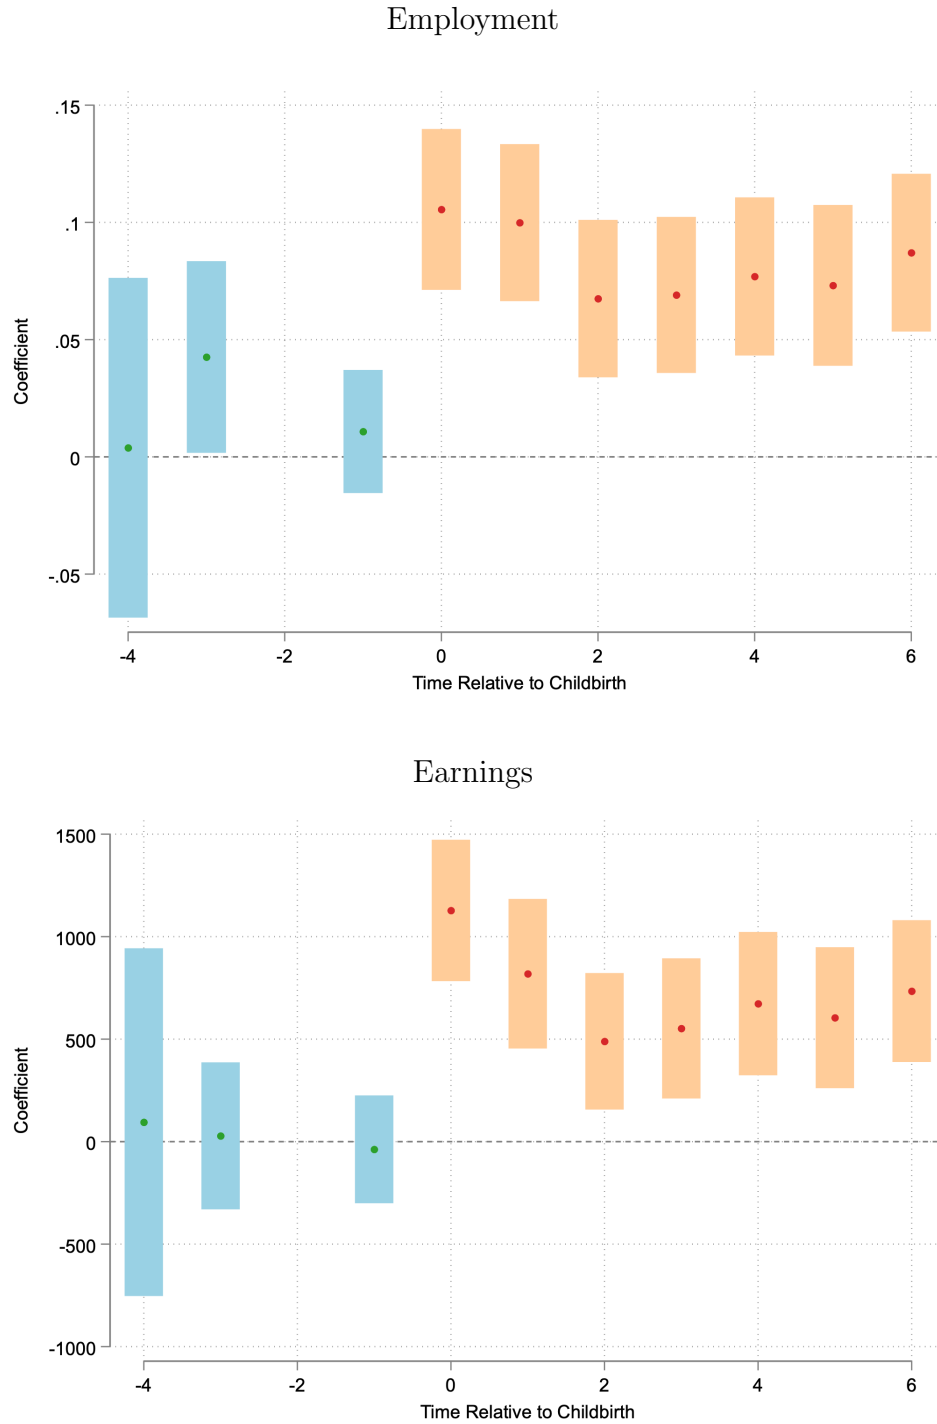 Employment
.15
.1
.05
0
-.05
Coefficient
-4 -2 0 2 4 6
Time Relative to Childbirth
Earnings
1500
1000
500
0
-500
-1000
Coefficient
-4 -2 0 2 4 6
Time Relative to Childbirth